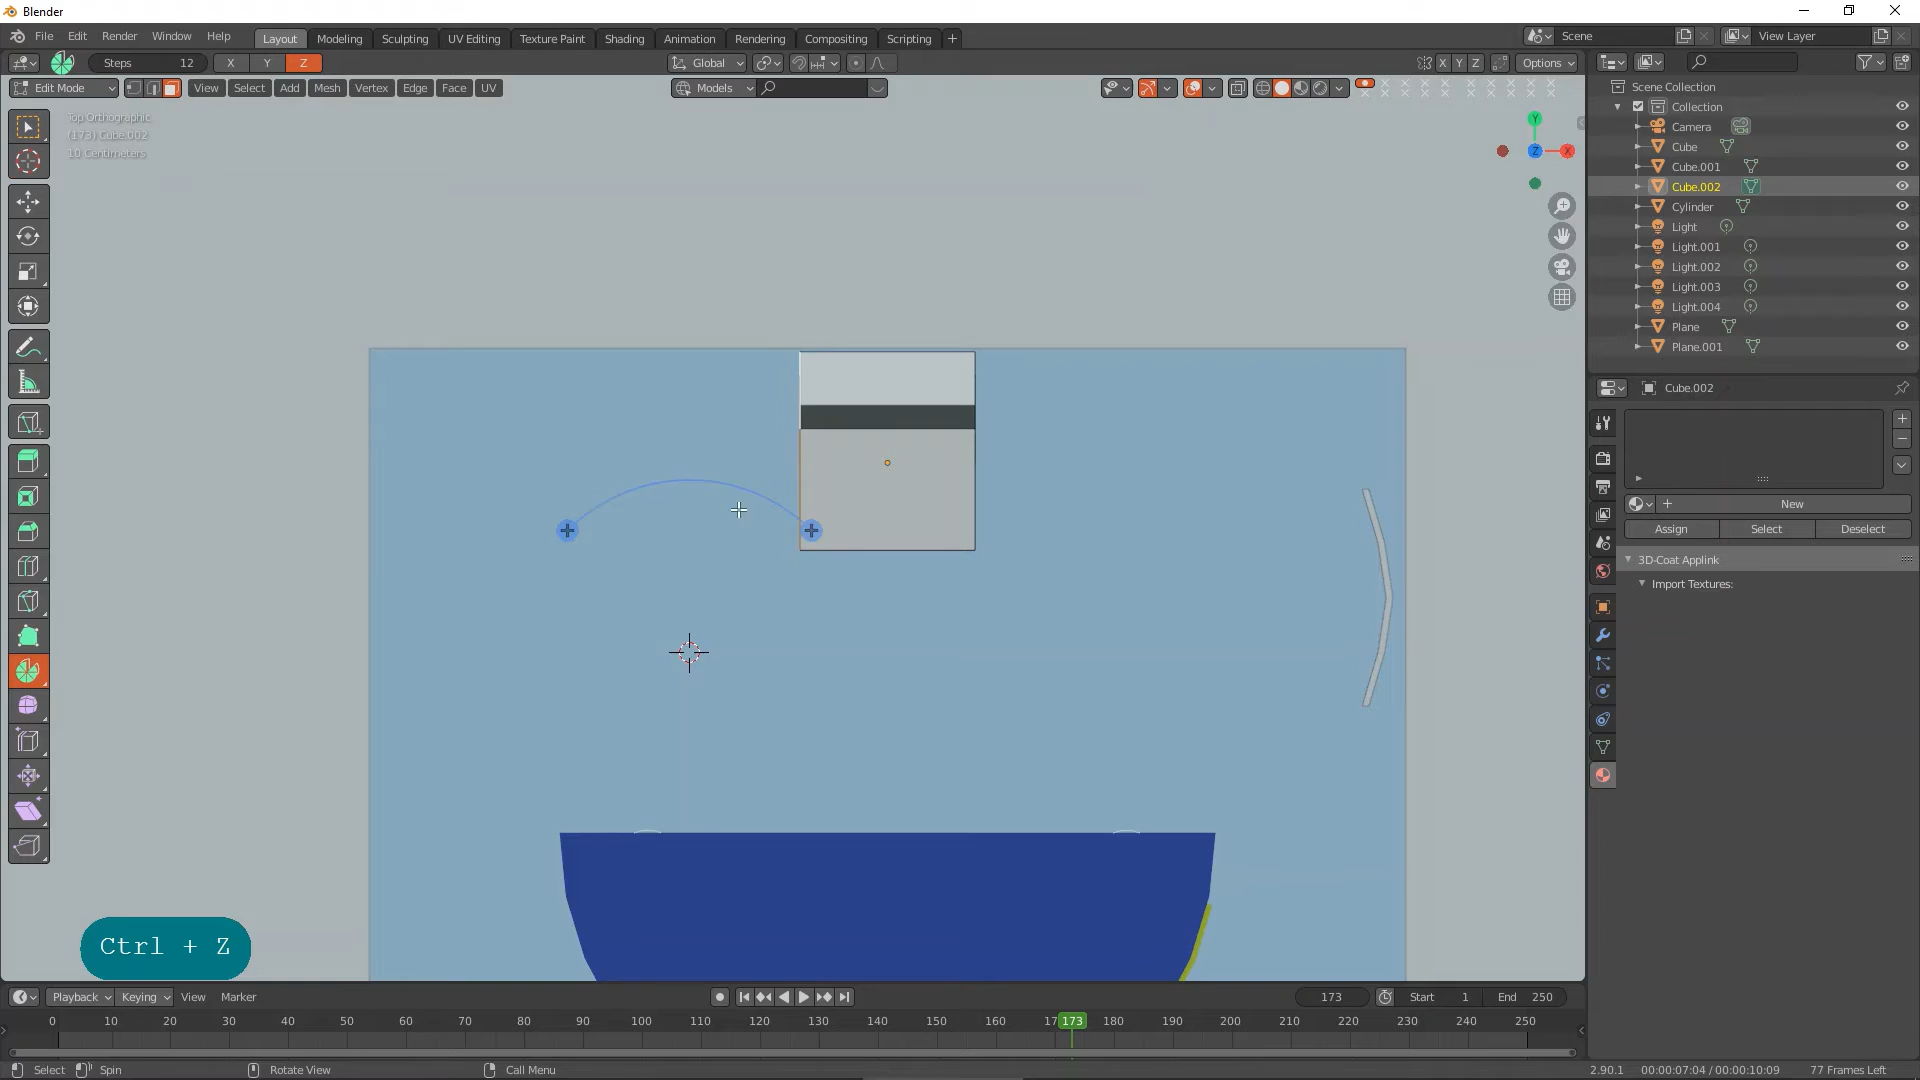 Blender
File Edit Render Window Help
Layout Modeling Sculpting UV Editing Texture Paint Shading Animation Rendering Compositing Scripting +
Scene
View Layer
Steps 12 X Y Z
Global
X Y Z
Options
Edit Mode
View Select Add Mesh Vertex Edge Face UV
Models
Top Orthographic
(173) Cube.002
10 Centimeters
Y
Z
X
Scene Collection
Collection
Camera
Cube
Cube.001
Cube.002
Cylinder
Light
Light.001
Light.002
Light.003
Light.004
Plane
Plane.001
Cube.002
New
Assign Select Deselect
3D-Coat Applink
Import Textures:
Ctrl + Z
Playback Keying View Marker
173 Start 1 End 250
0 10 20 30 40 50 60 70 80 90 100 110 120 130 140 150 160 17 173 180 190 200 210 220 230 240 250
Select Spin Rotate View Call Menu
2.90.1 00:00:07:04 / 00:00:10:09 77 Frames Left